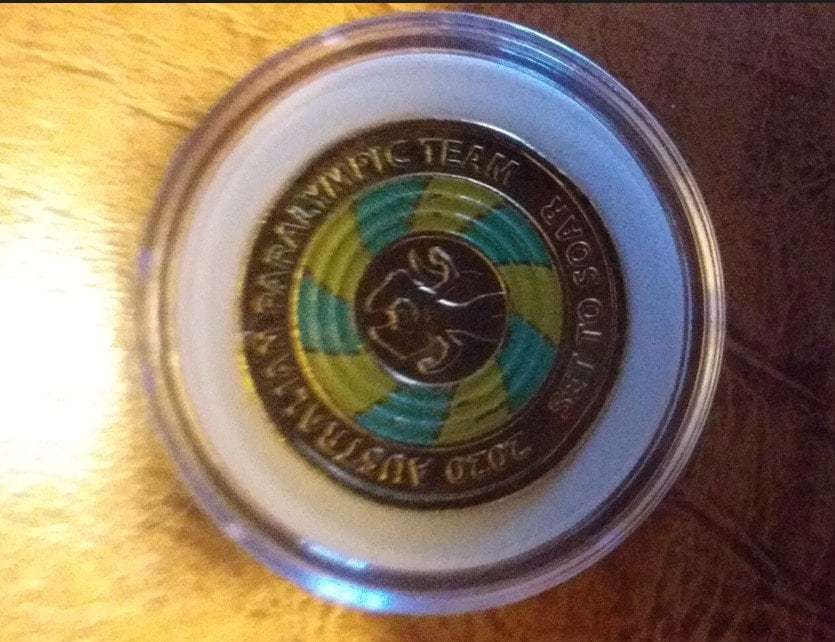 2020 AUSTRALIAN PARALYMPIC TEAM
SET TO SOAR